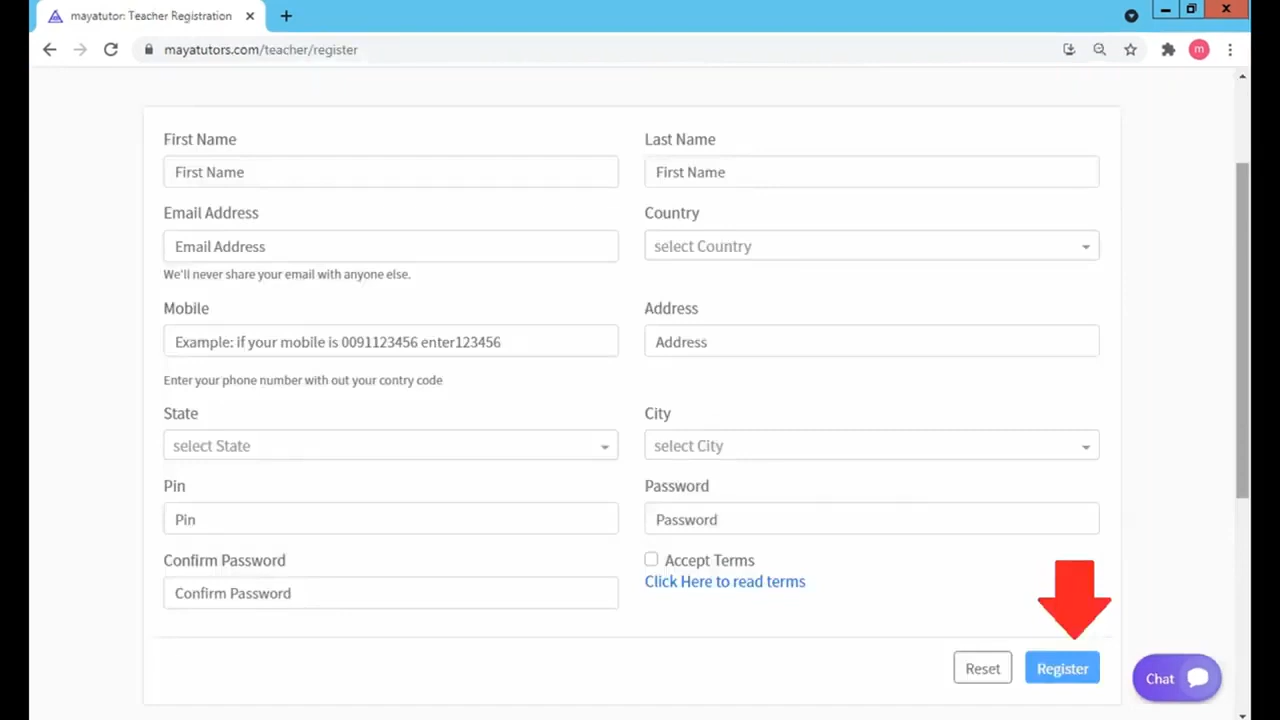 mayatutor: Teacher Registration
mayatutors.com/teacher/register
m
First Name
Last Name
First Name
First Name
Email Address
Country
Email Address
select Country
We'll never share your email with anyone else.
Mobile
Address
Example: if your mobile is 0091123456 enter123456
Address
Enter your phone number with out your contry code
State
City
select State
select City
Pin
Password
Pin
Password
Confirm Password
Accept Terms
Click Here to read terms
Confirm Password
Reset
Register
Chat